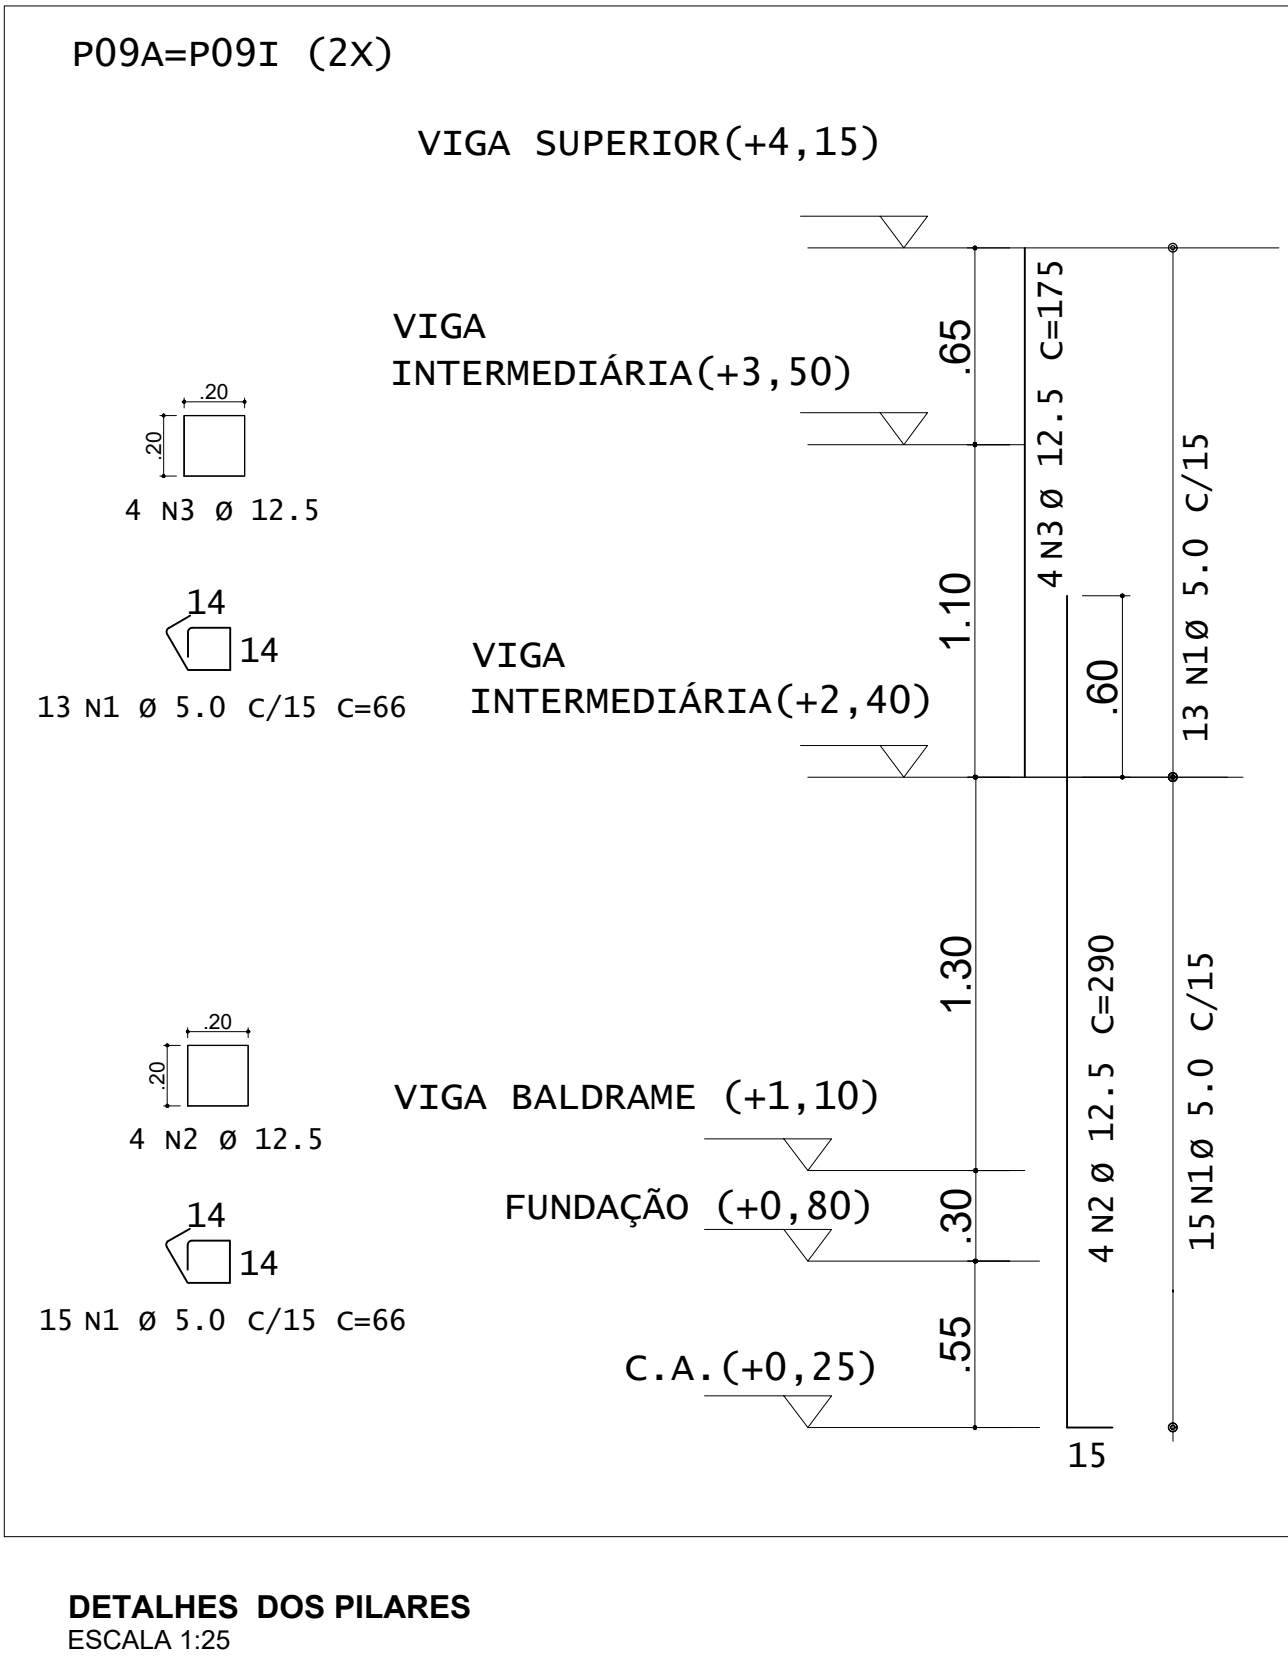 P09A=P09I (2X)
VIGA SUPERIOR(+4,15)
VIGA
INTERMEDIÁRIA(+3,50)
.65
4 N3 Ø 12.5 C=175
.20
.20
4 N3 Ø 12.5
13 N1 Ø 5.0 C/15
14
14
13 N1 Ø 5.0 C/15 C=66
1.10
VIGA
INTERMEDIÁRIA(+2,40)
.60
1.30
4 N2 Ø 12.5 C=290
15 N1 Ø 5.0 C/15
.20
.20
4 N2 Ø 12.5
VIGA BALDRAME (+1,10)
FUNDAÇÃO (+0,80)
.30
14
14
15 N1 Ø 5.0 C/15 C=66
.55
C.A.(+0,25)
15
DETALHES DOS PILARES
ESCALA 1:25